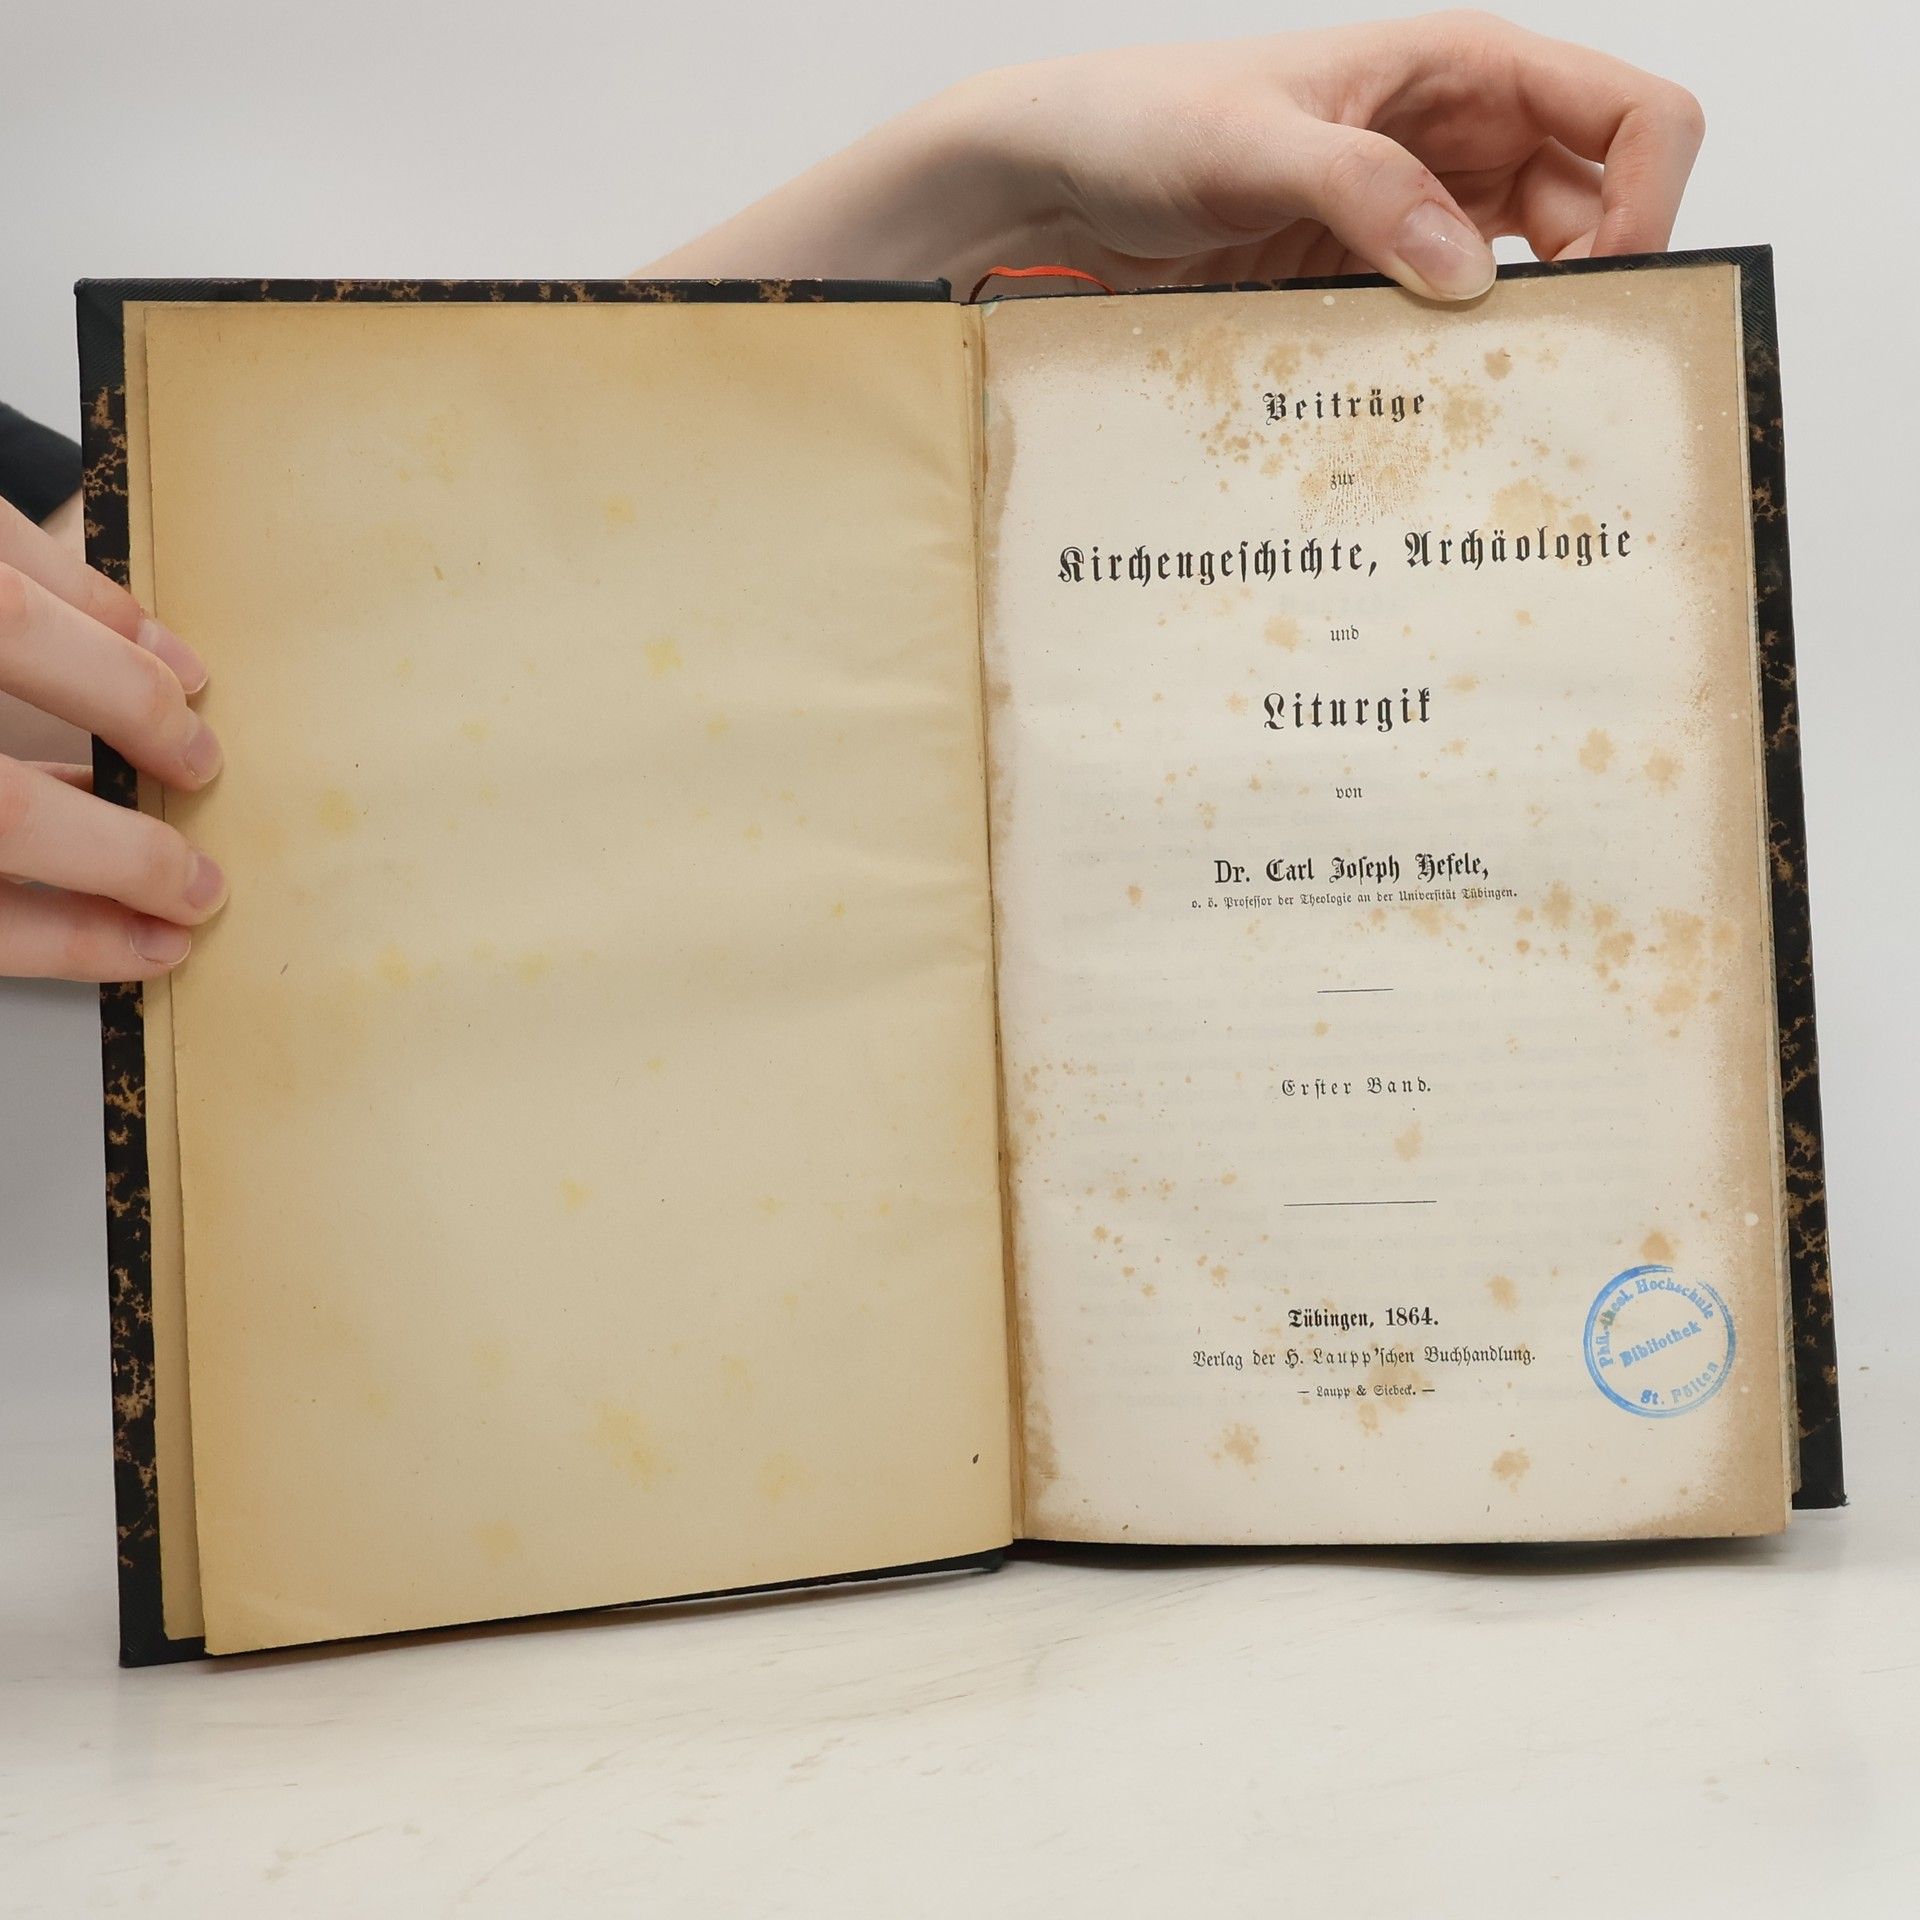 Beiträge
zur
Kirchengeſchichte, Archäologie
und
Liturgik
von
Dr. Carl Joſeph Hefele,
o. ö. Profeſſor der Theologie an der Univerſität Tübingen.
Erſter Band.
Tübingen, 1864.
Verlag der H. Laupp'ſchen Buchhandlung.
— Laupp & Siebeck. —
Phil.-theol. Hochschule
Bibliothek
St. Pölten